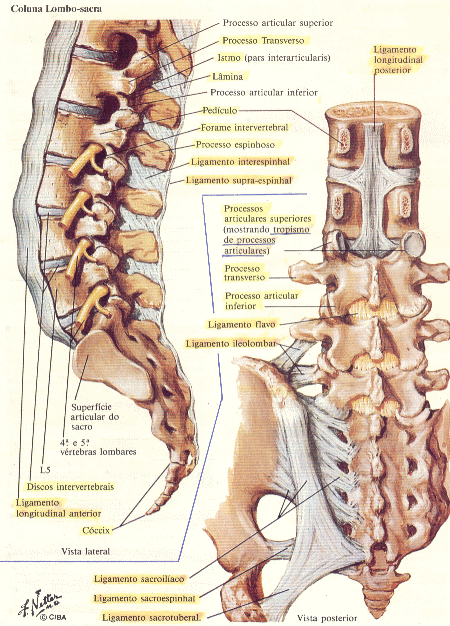 Coluna Lombo-sacra
Processo articular superior
Processo Transverso
Istmo (pars interarticularis)
Lâmina
Processo articular inferior
Pedículo
Forame intervertebral
Processo espinhoso
Ligamento interespinhal
Ligamento supra-espinhal
Ligamento
longitudinal
posterior
Processos
articulares superiores
(mostrando tropismo
de processos
articulares)
Processo
transverso
Processo articular
inferior
Ligamento flavo
Ligamento ileolombar
Superfície
articular do
sacro
4ª e 5ª
vértebras lombares
L5
Discos intervertebrais
Ligamento
longitudinal anterior
Cóccix
Vista lateral
Ligamento sacroilíaco
Ligamento sacroespinhal
Ligamento sacrotuberal
Vista posterior
F. Netter
M.D.
© CIBA